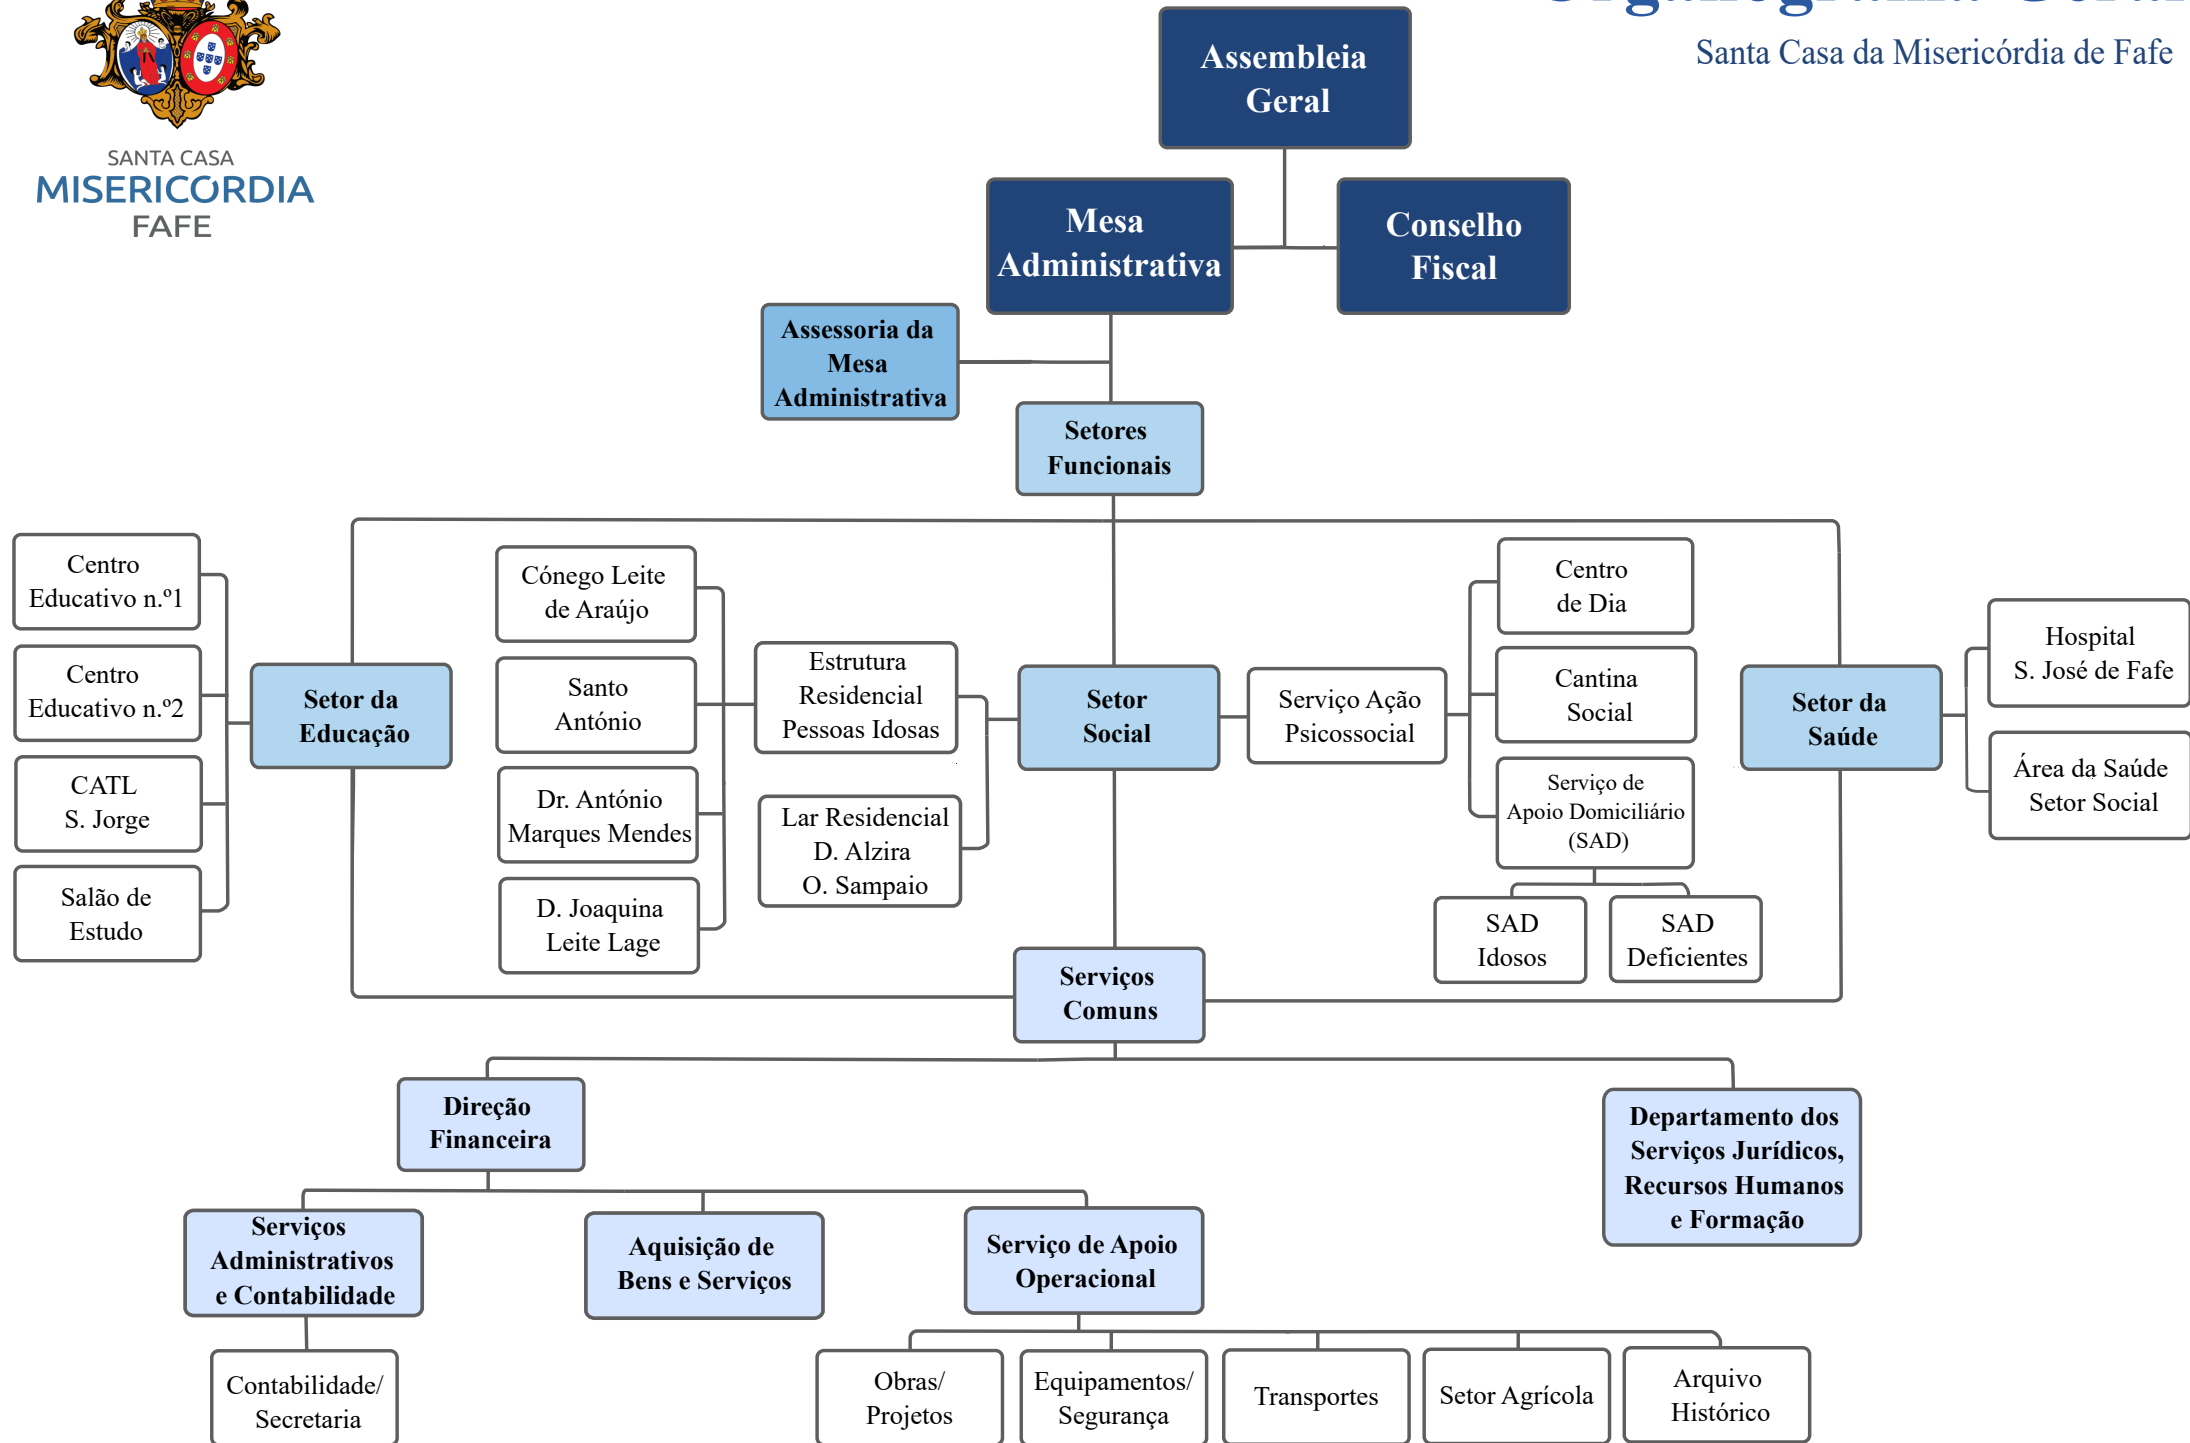 Organograma Geral
Santa Casa da Misericórdia de Fafe
SANTA CASA
MISERICÓRDIA
FAFE
Assembleia
Geral
Mesa
Administrativa
Conselho
Fiscal
Assessoria da
Mesa
Administrativa
Setores
Funcionais
Centro
Educativo n.º1
Centro
Educativo n.º2
CATL
S. Jorge
Salão de
Estudo
Setor da
Educação
Cónego Leite
de Araújo
Santo
António
Dr. António
Marques Mendes
D. Joaquina
Leite Lage
Estrutura
Residencial
Pessoas Idosas
Lar Residencial
D. Alzira
O. Sampaio
Setor
Social
Serviço Ação
Psicossocial
Centro
de Dia
Cantina
Social
Serviço de
Apoio Domiciliário
(SAD)
SAD
Idosos
SAD
Deficientes
Setor da
Saúde
Hospital
S. José de Fafe
Área da Saúde
Setor Social
Serviços
Comuns
Direção
Financeira
Departamento dos
Serviços Jurídicos,
Recursos Humanos
e Formação
Serviços
Administrativos
e Contabilidade
Aquisição de
Bens e Serviços
Serviço de Apoio
Operacional
Contabilidade/
Secretaria
Obras/
Projetos
Equipamentos/
Segurança
Transportes
Setor Agrícola
Arquivo
Histórico